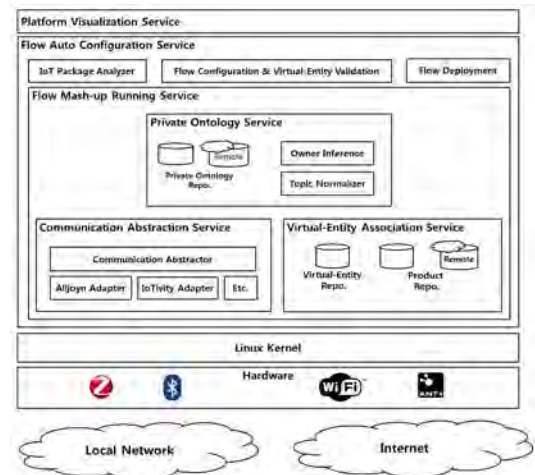 Platform Visualization Service
Flow Auto Configuration Service
IoT Package Analyzer
Flow Configuration & Virtual-Entity Validation
Flow Deployment
Flow Mash-up Running Service
Private Ontology Service
Remote
Private Ontology
Repo.
Owner Inference
Topic Normalizer
Communication Abstraction Service
Communication Abstractor
Alljoyn Adapter
IoTivity Adapter
Etc.
Virtual-Entity Association Service
Remote
Virtual-Entity
Repo.
Product
Repo.
Linux Kernel
Hardware
WiFi
ANT+
Local Network
Internet